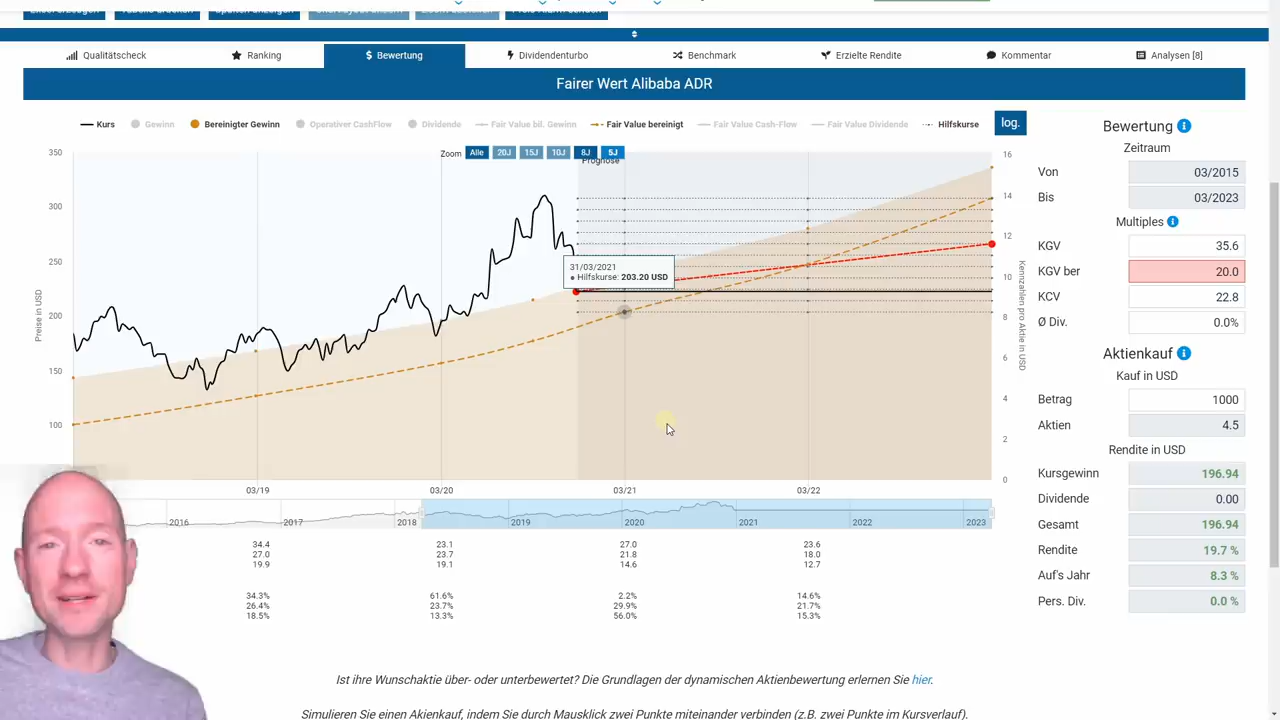 Qualitätscheck Ranking Bewertung Dividendenturbo Benchmark Erzielte Rendite Kommentar Analysen [8]
Fairer Wert Alibaba ADR
Kurs Gewinn Bereinigter Gewinn Operativer CashFlow Dividende Fair Value bil. Gewinn Fair Value bereinigt Fair Value Cash-Flow Fair Value Dividende Hilfskurse log.
Zoom Alle 20J 15J 10J 8J 5J
Prognose
350
300
250
200
150
100
Preise in USD
16
14
12
10
8
6
4
2
0
Kennzahlen pro Aktie in USD
31/03/2021
Hilfskurse: 203.20 USD
03/19 03/20 03/21 03/22
2016 2017 2018 2019 2020 2021 2022 2023
34.4 23.1 27.0 23.6
27.0 23.7 21.8 18.0
19.9 19.1 14.6 12.7
34.3% 61.6% 2.2% 14.6%
26.4% 23.7% 29.9% 21.7%
18.5% 13.3% 56.0% 15.3%
Bewertung
Zeitraum
Von 03/2015
Bis 03/2023
Multiples
KGV 35.6
KGV ber 20.0
KCV 22.8
Ø Div. 0.0%
Aktienkauf
Kauf in USD
Betrag 1000
Aktien 4.5
Rendite in USD
Kursgewinn 196.94
Dividende 0.00
Gesamt 196.94
Rendite 19.7 %
Auf's Jahr 8.3 %
Pers. Div. 0.0 %
Ist ihre Wunschaktie über- oder unterbewertet? Die Grundlagen der dynamischen Aktienbewertung erlernen Sie hier.
Simulieren Sie einen Akienkauf, indem Sie durch Mausklick zwei Punkte miteinander verbinden (z.B. zwei Punkte im Kursverlauf).